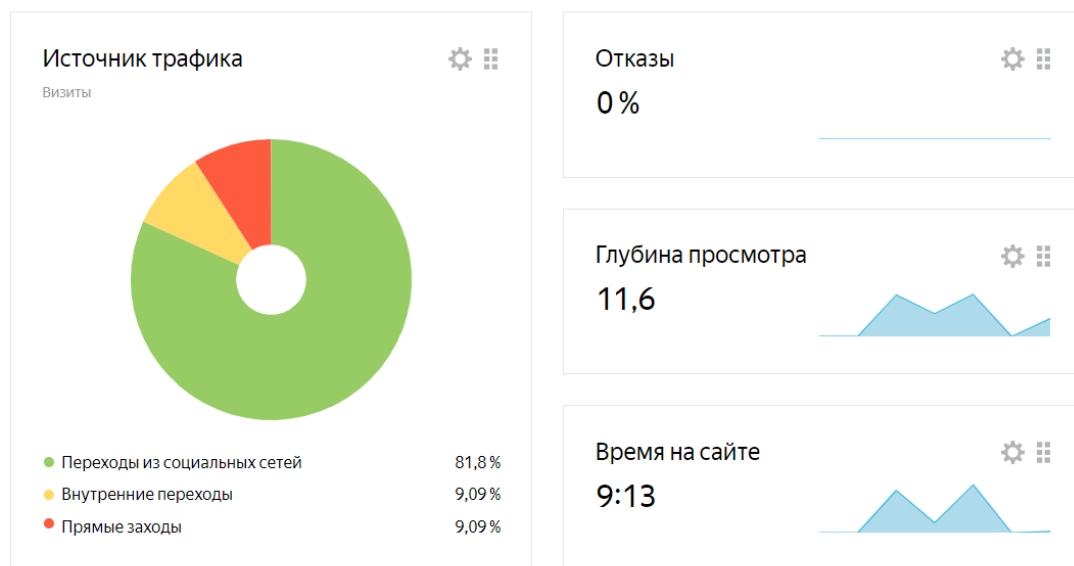 Источник трафика
Визиты
Переходы из социальных сетей 81,8 %
Внутренние переходы 9,09 %
Прямые заходы 9,09 %
Отказы
0 %
Глубина просмотра
11,6
Время на сайте
9:13